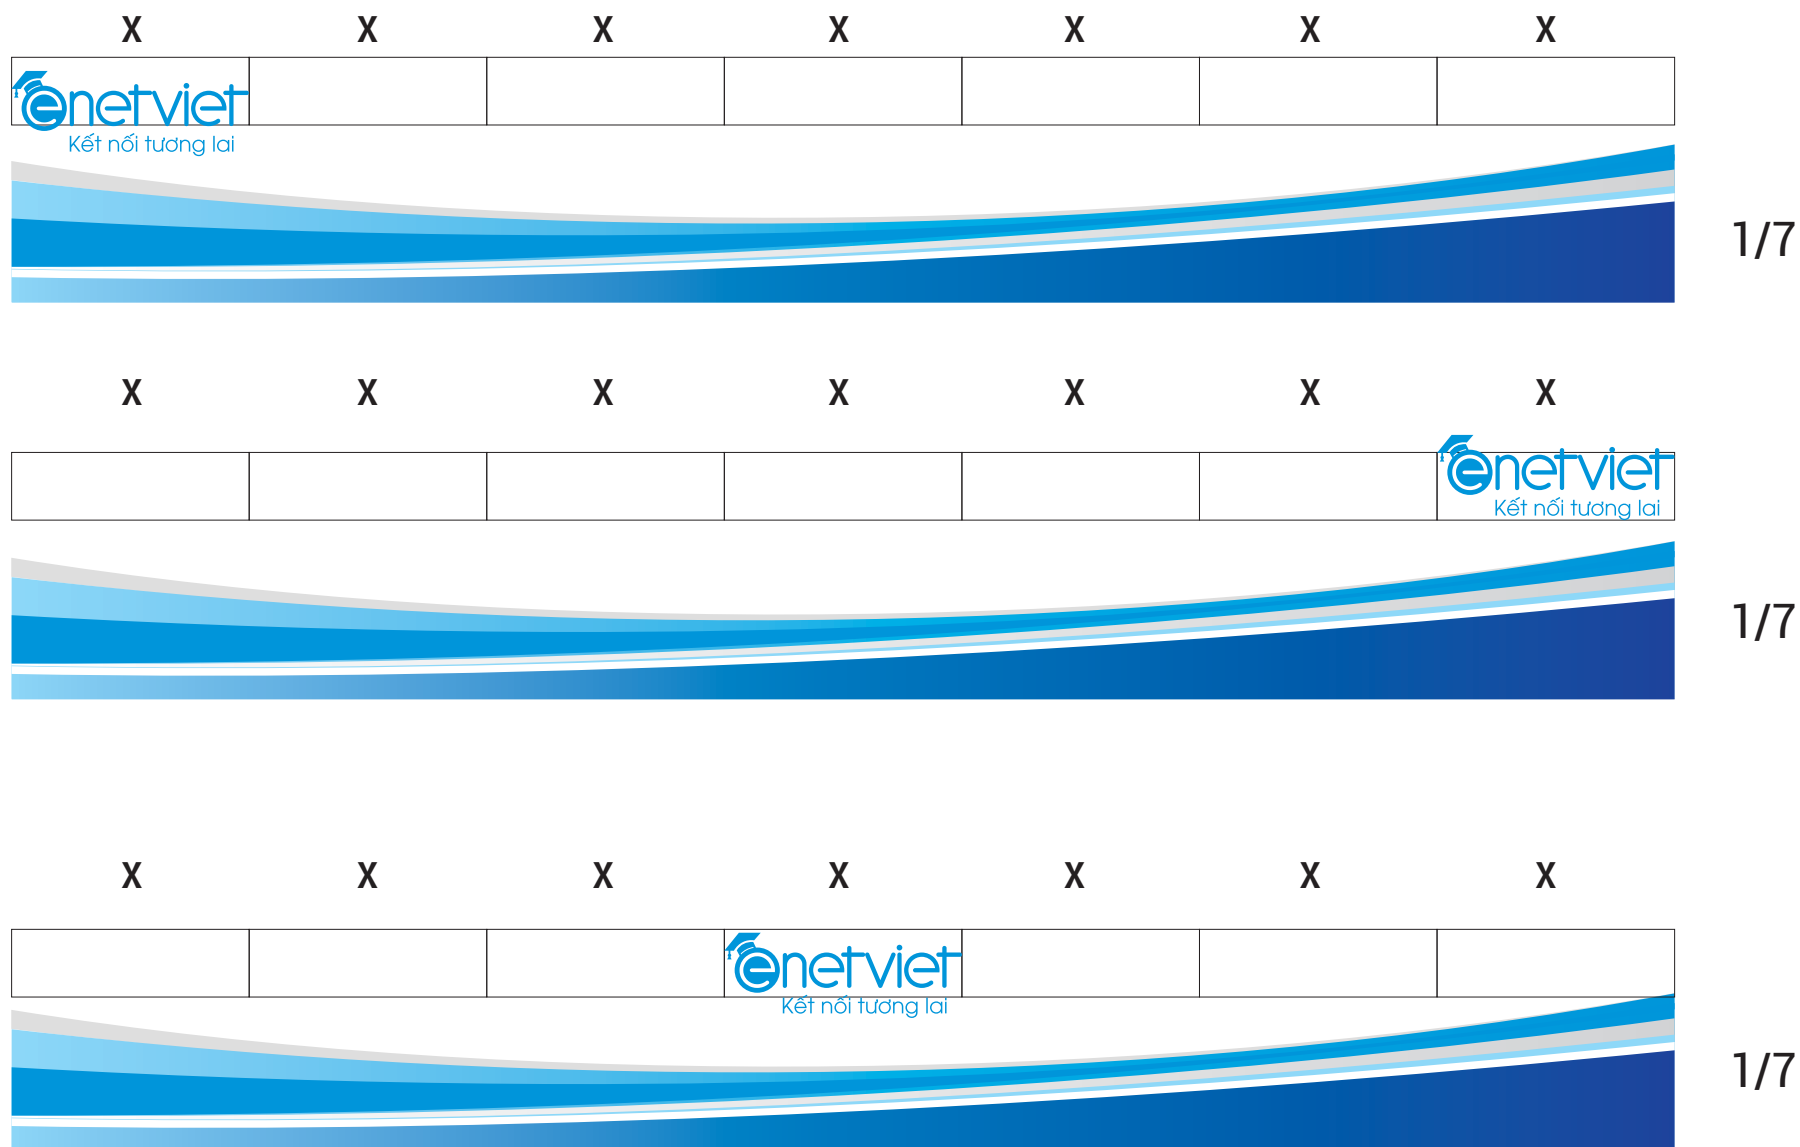 X X X X X X X
enetviet
Kết nối tương lai
1/7
X X X X X X X
enetviet
Kết nối tương lai
1/7
X X X X X X X
enetviet
Kết nối tương lai
1/7